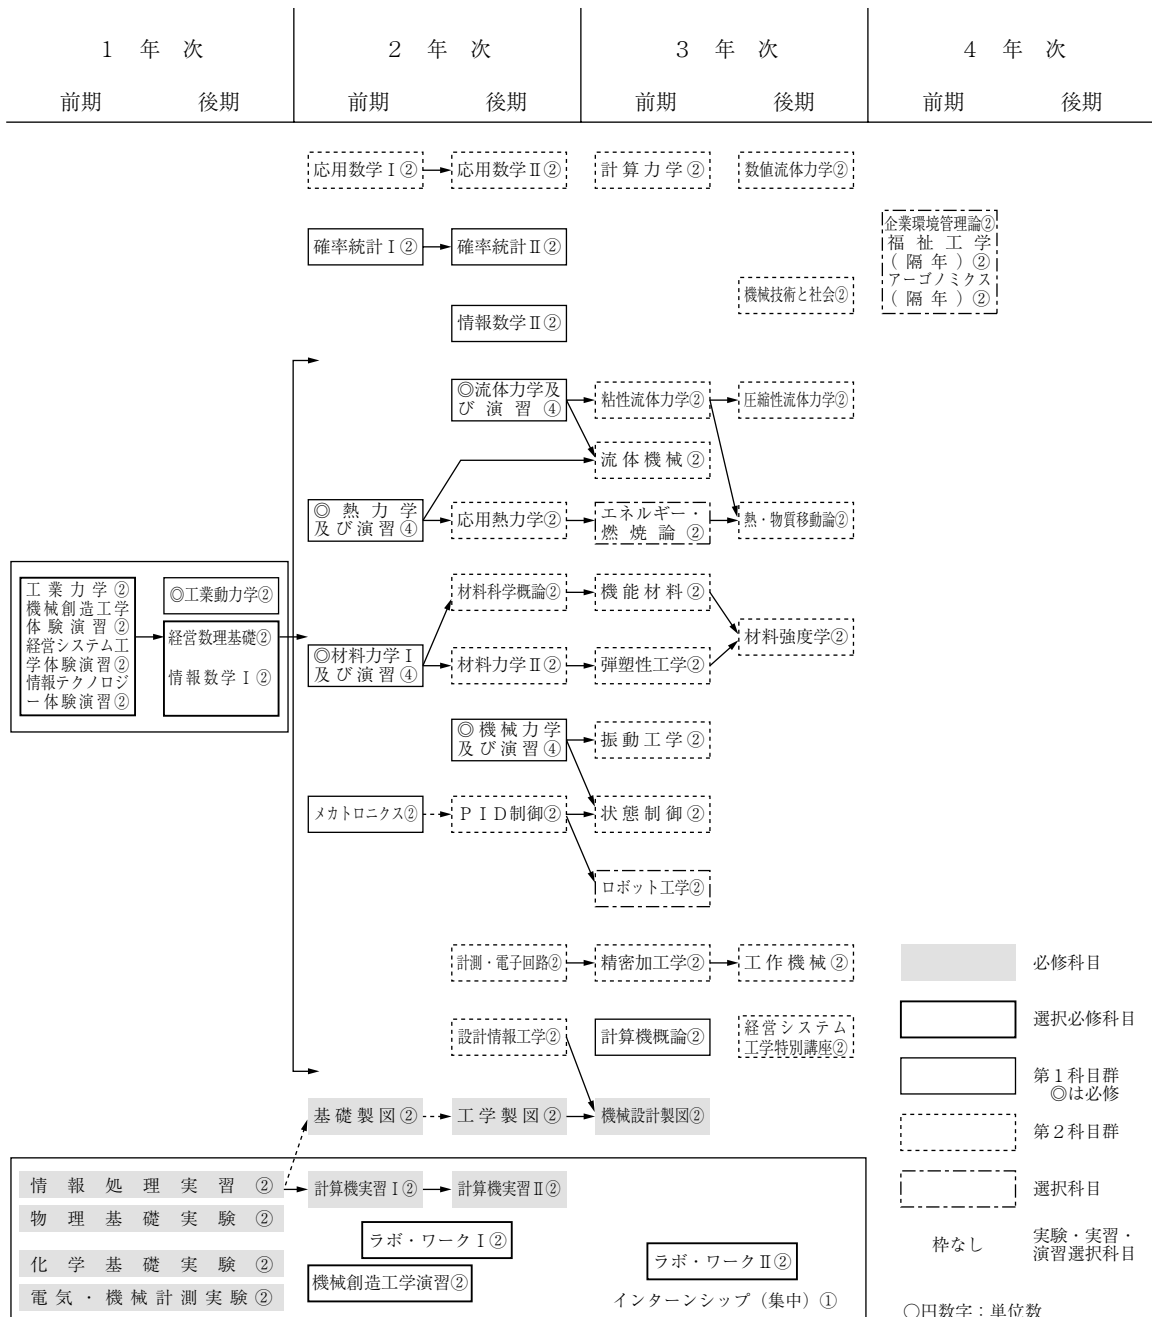 1 年 次
2 年 次
3 年 次
4 年 次
前期
後期
前期
後期
前期
後期
前期
後期
応用数学Ⅰ②
応用数学Ⅱ②
計算力学②
数値流体力学②
確率統計Ⅰ②
確率統計Ⅱ②
企業環境管理論②
福祉工学
(隔年)②
アーゴノミクス
(隔年)②
機械技術と社会②
情報数学Ⅱ②
◎流体力学及
び演習④
粘性流体力学②
圧縮性流体力学②
流体機械②
◎熱力学
及び演習④
応用熱力学②
エネルギー・
燃焼論②
熱・物質移動論②
工業力学②
機械創造工学
体験演習②
経営システム工
学体験演習②
情報テクノロジ
ー体験演習②
◎工業動力学②
経営数理基礎②
情報数学Ⅰ②
材料科学概論②
機能材料②
材料強度学②
◎材料力学Ⅰ
及び演習④
材料力学Ⅱ②
弾塑性工学②
◎機械力学
及び演習④
振動工学②
メカトロニクス②
PID制御②
状態制御②
ロボット工学②
計測・電子回路②
精密加工学②
工作機械②
設計情報工学②
計算機概論②
経営システム
工学特別講座②
基礎製図②
工学製図②
機械設計製図②
情報処理実習②
計算機実習Ⅰ②
計算機実習Ⅱ②
物理基礎実験②
ラボ・ワークⅠ②
化学基礎実験②
機械創造工学演習②
ラボ・ワークⅡ②
電気・機械計測実験②
インターンシップ（集中）①
必修科目
選択必修科目
第1科目群
◎は必修
第2科目群
選択科目
枠なし
実験・実習・
演習選択科目
○円数字：単位数